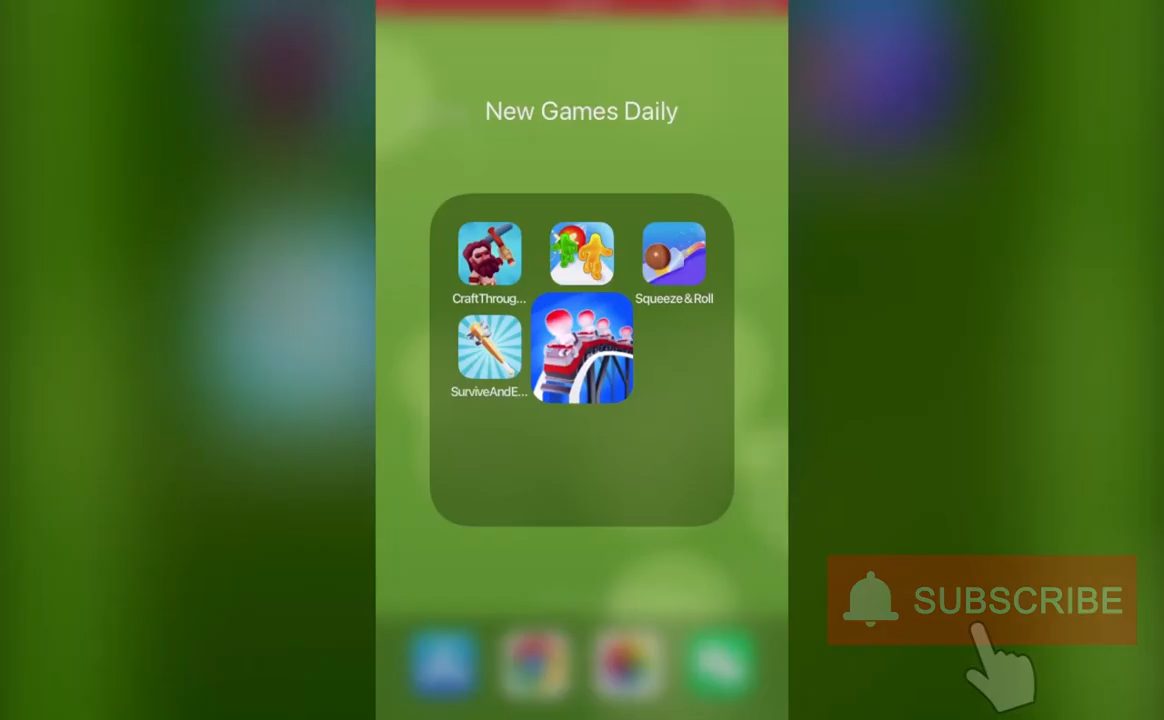 New Games Daily
CraftThroug...
Squeeze & Roll
SurviveAndE...
SUBSCRIBE